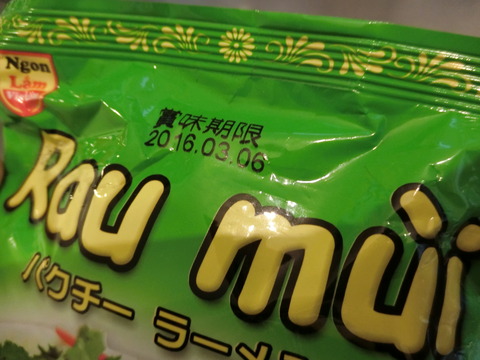 Ngon
Lắm
賞味期限
2016.03.06
Rau mùi
パクチー ラーメ